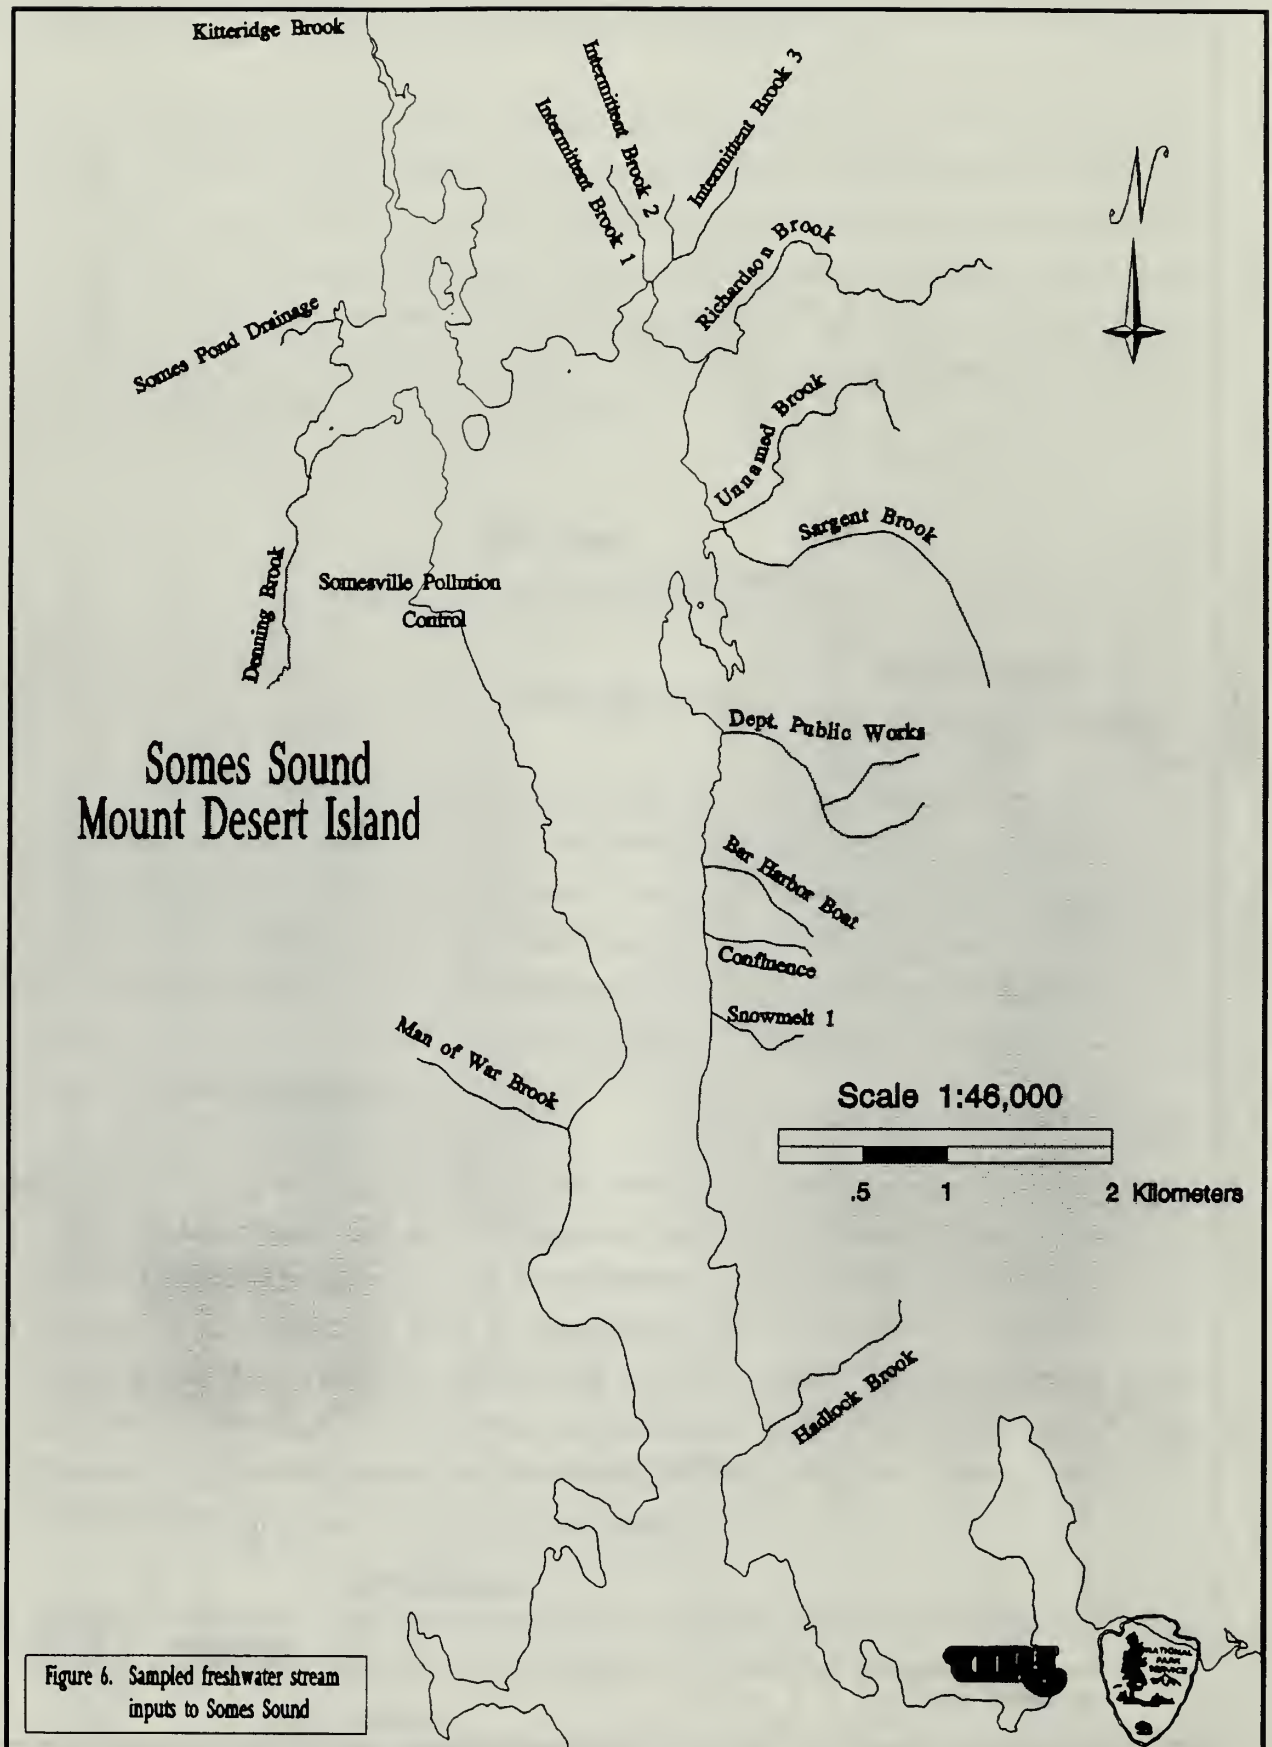 Kitteridge Brook
Intermittent Brook 1
Intermittent Brook 2
Intermittent Brook 3
N
Richardson Brook
Somes Pond Drainage
Unnamed Brook
Sargent Brook
Denning Brook
Somesville Pollution
Control
Dept. Public Works
Somes Sound
Mount Desert Island
Bar Harbor Boat
Confluence
Snowmelt 1
Man of War Brook
Scale 1:46,000
.5 1 2 Kilometers
Hadlock Brook
NATIONAL
PARK
SERVICE
Figure 6. Sampled freshwater stream
inputs to Somes Sound